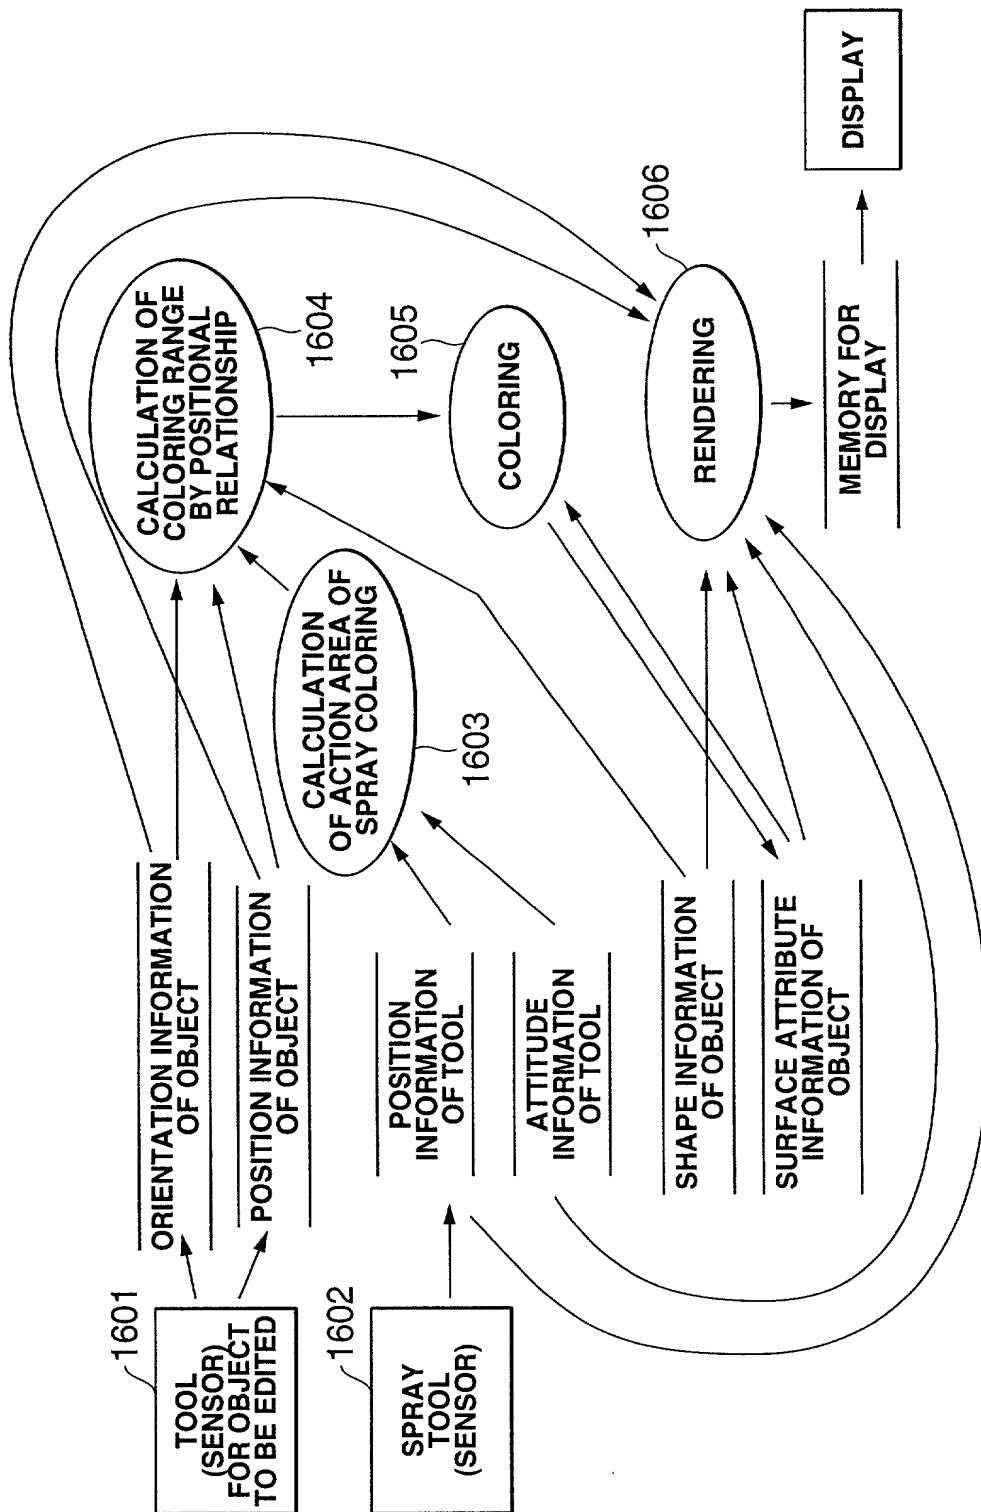 1601
TOOL
(SENSOR)
FOR OBJECT
TO BE EDITED
1602
SPRAY
TOOL
(SENSOR)
ORIENTATION INFORMATION
OF OBJECT
POSITION INFORMATION
OF OBJECT
POSITION
INFORMATION
OF TOOL
ATTITUDE
INFORMATION
OF TOOL
SHAPE INFORMATION
OF OBJECT
SURFACE ATTRIBUTE
INFORMATION OF
OBJECT
CALCULATION
OF ACTION AREA OF
SPRAY COLORING
1603
CALCULATION OF
COLORING RANGE
BY POSITIONAL
RELATIONSHIP
1604
1605
COLORING
1606
RENDERING
MEMORY FOR
DISPLAY
DISPLAY